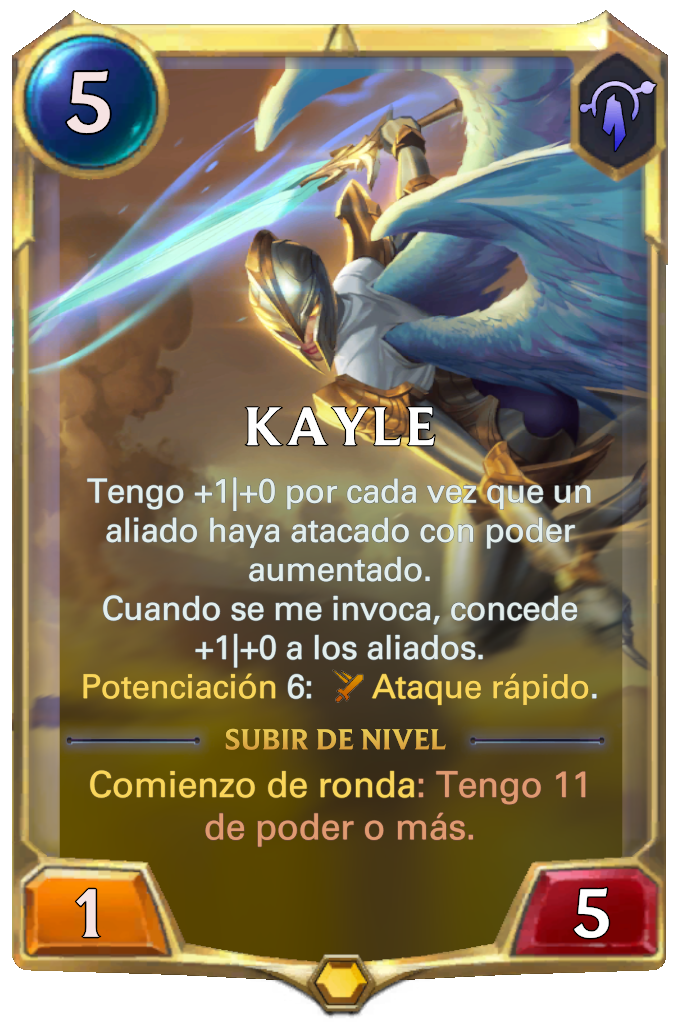 5
KAYLE
Tengo +1|+0 por cada vez que un
aliado haya atacado con poder
aumentado.
Cuando se me invoca, concede
+1|+0 a los aliados.
Potenciación 6: Ataque rápido.
SUBIR DE NIVEL
Comienzo de ronda: Tengo 11
de poder o más.
1
5